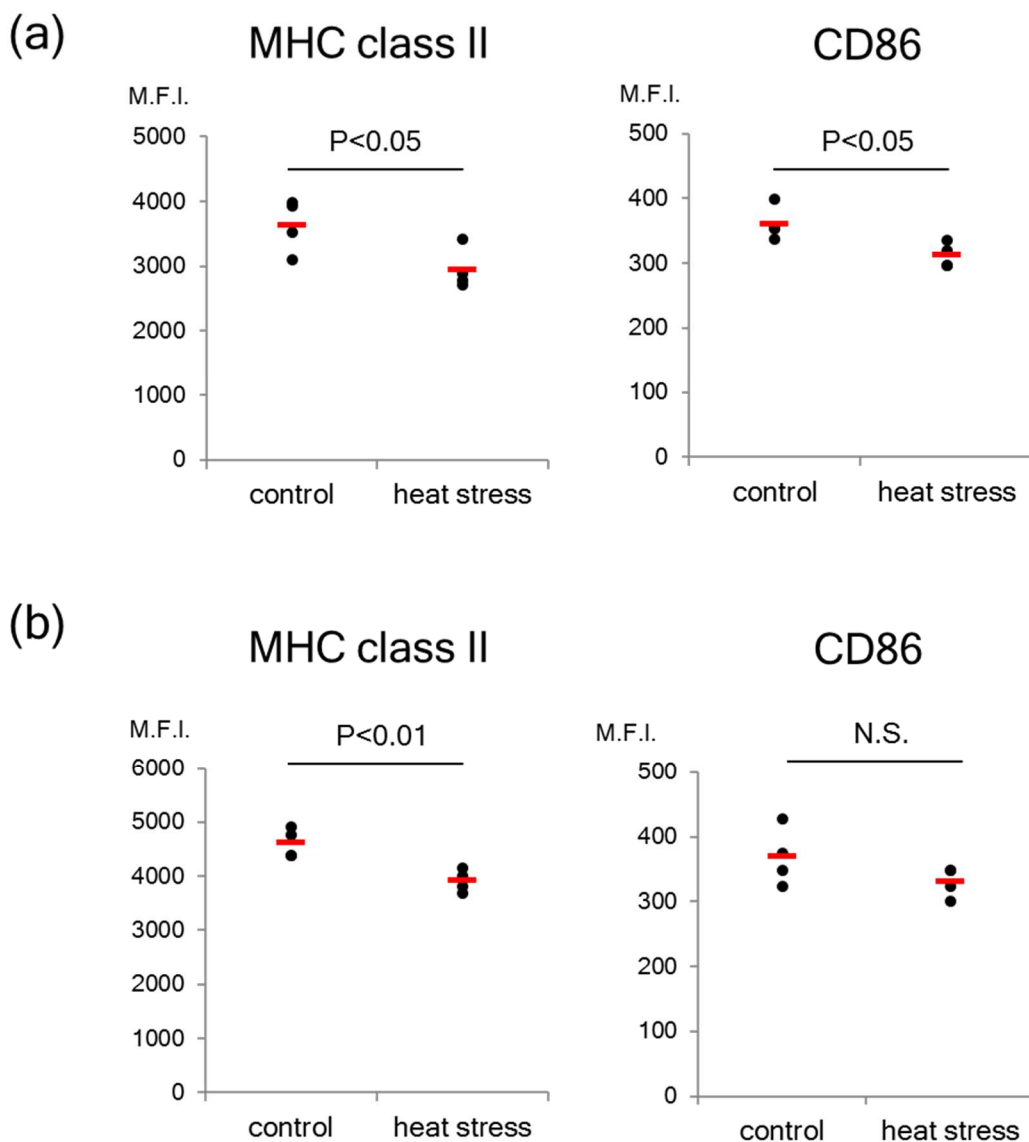 (a)
MHC class II
CD86
M.F.I.
M.F.I.
P<0.05
P<0.05
5000
4000
3000
2000
1000
0
500
400
300
200
100
0
control
heat stress
control
heat stress
(b)
MHC class II
CD86
M.F.I.
M.F.I.
P<0.01
N.S.
6000
5000
4000
3000
2000
1000
0
500
400
300
200
100
0
control
heat stress
control
heat stress